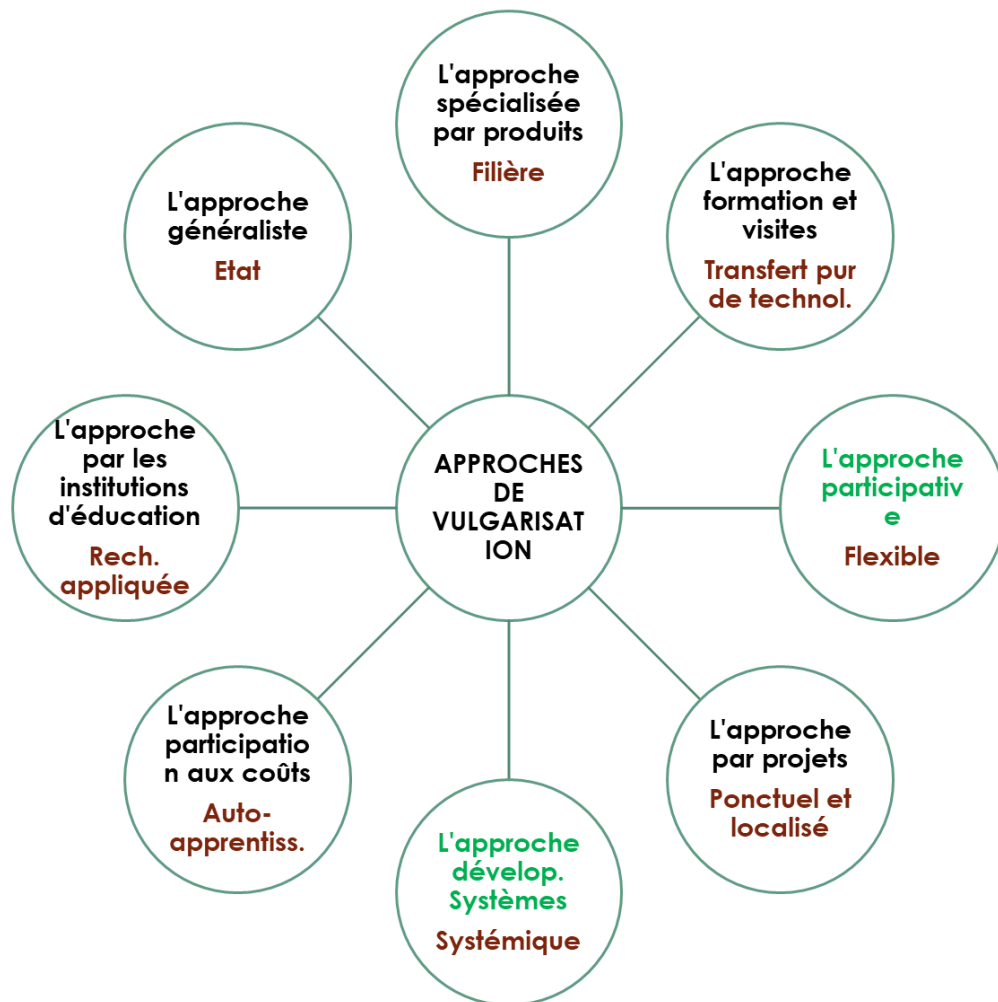 L'approche
spécialisée
par produits
Filière
L'approche
généraliste
Etat
L'approche
formation et
visites
Transfert pur
de technol.
L'approche
par les
institutions
d'éducation
Rech.
appliquée
APPROCHES
DE
VULGARISAT
ION
L'approche
participativ
e
Flexible
L'approche
participatio
n aux coûts
Auto-
apprentiss.
L'approche
par projets
Ponctuel et
localisé
L'approche
dévelop.
Systèmes
Systémique